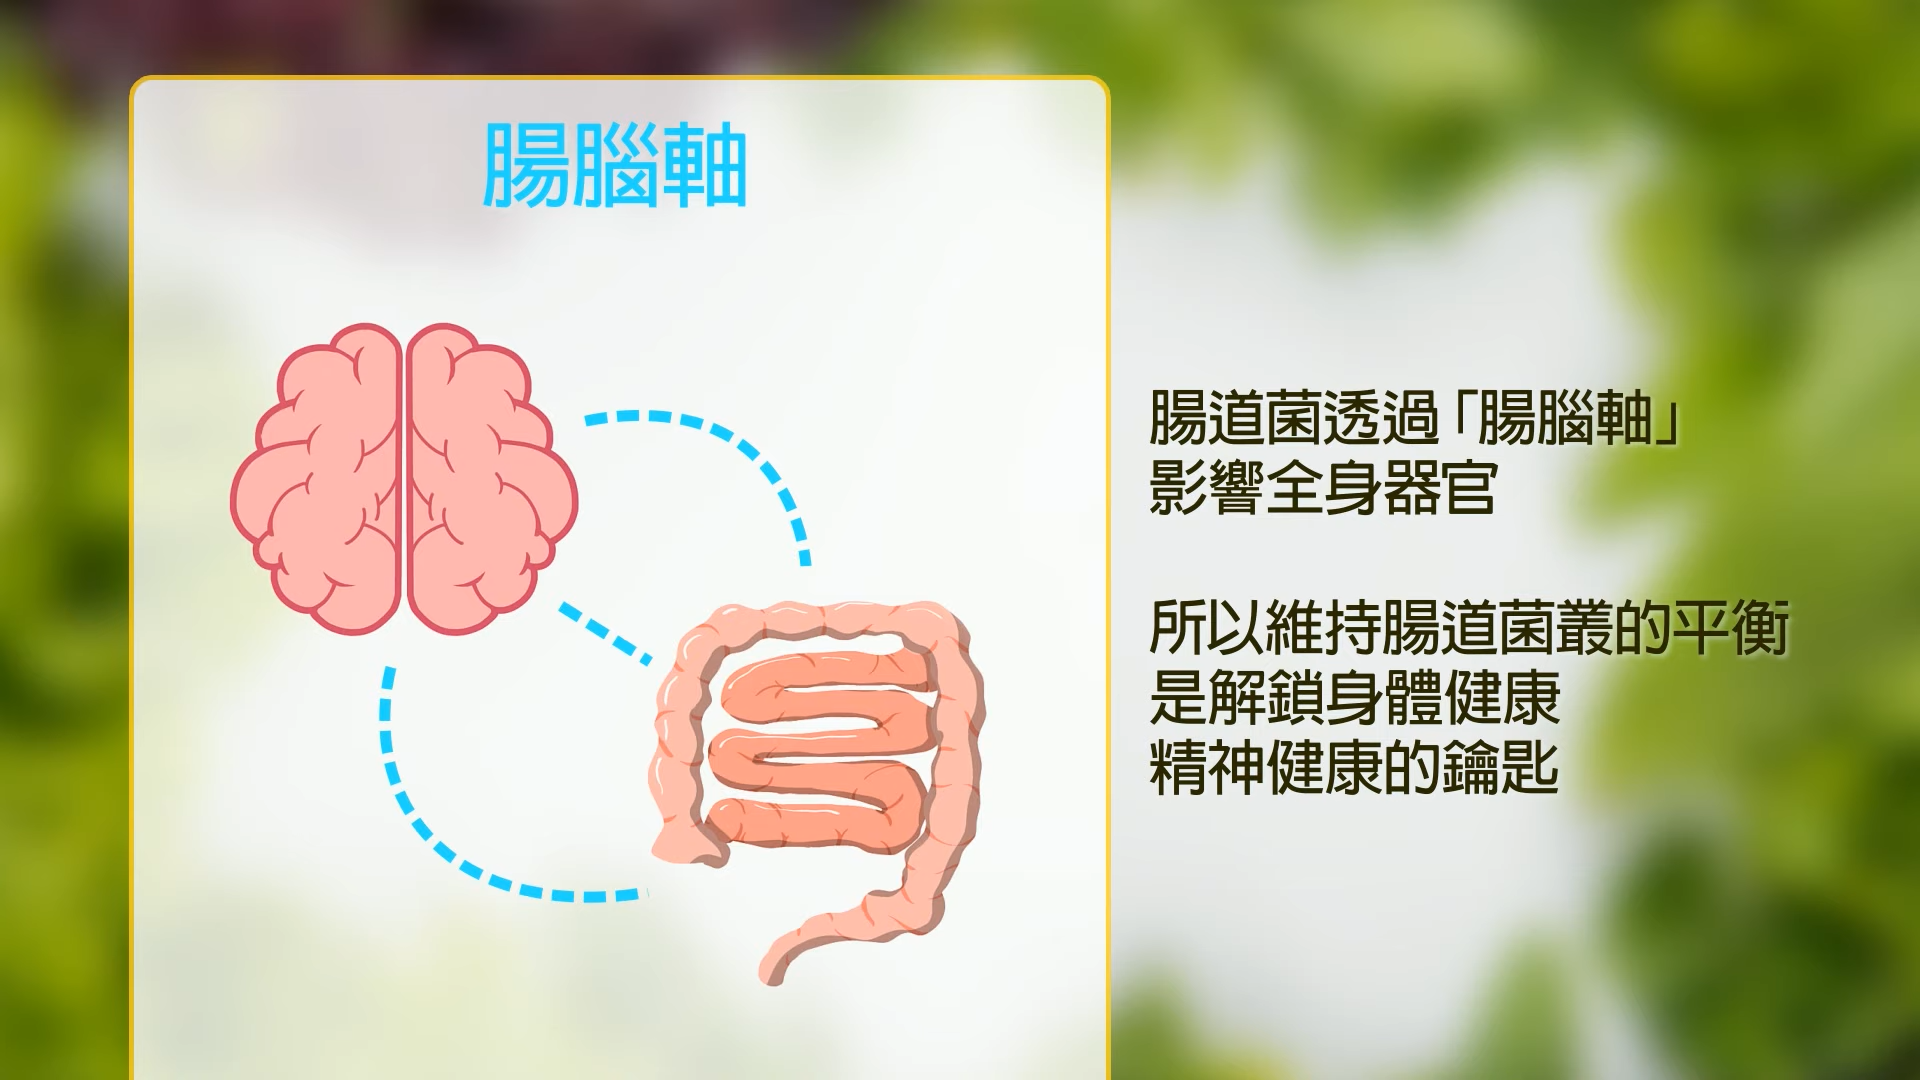 腸腦軸
腸道菌透過「腸腦軸」
影響全身器官
所以維持腸道菌叢的平衡
是解鎖身體健康
精神健康的鑰匙